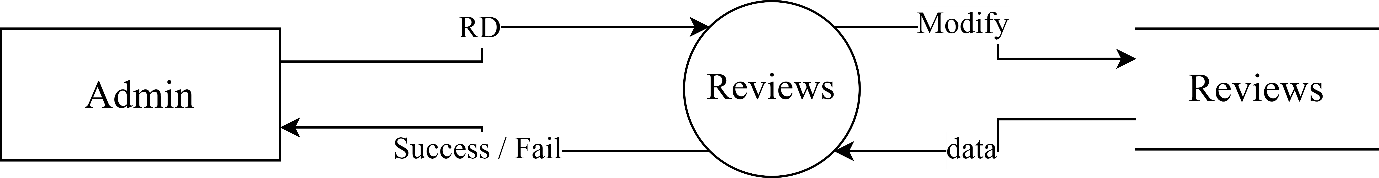 RD
Modify
Admin
Reviews
Reviews
Success / Fail
data